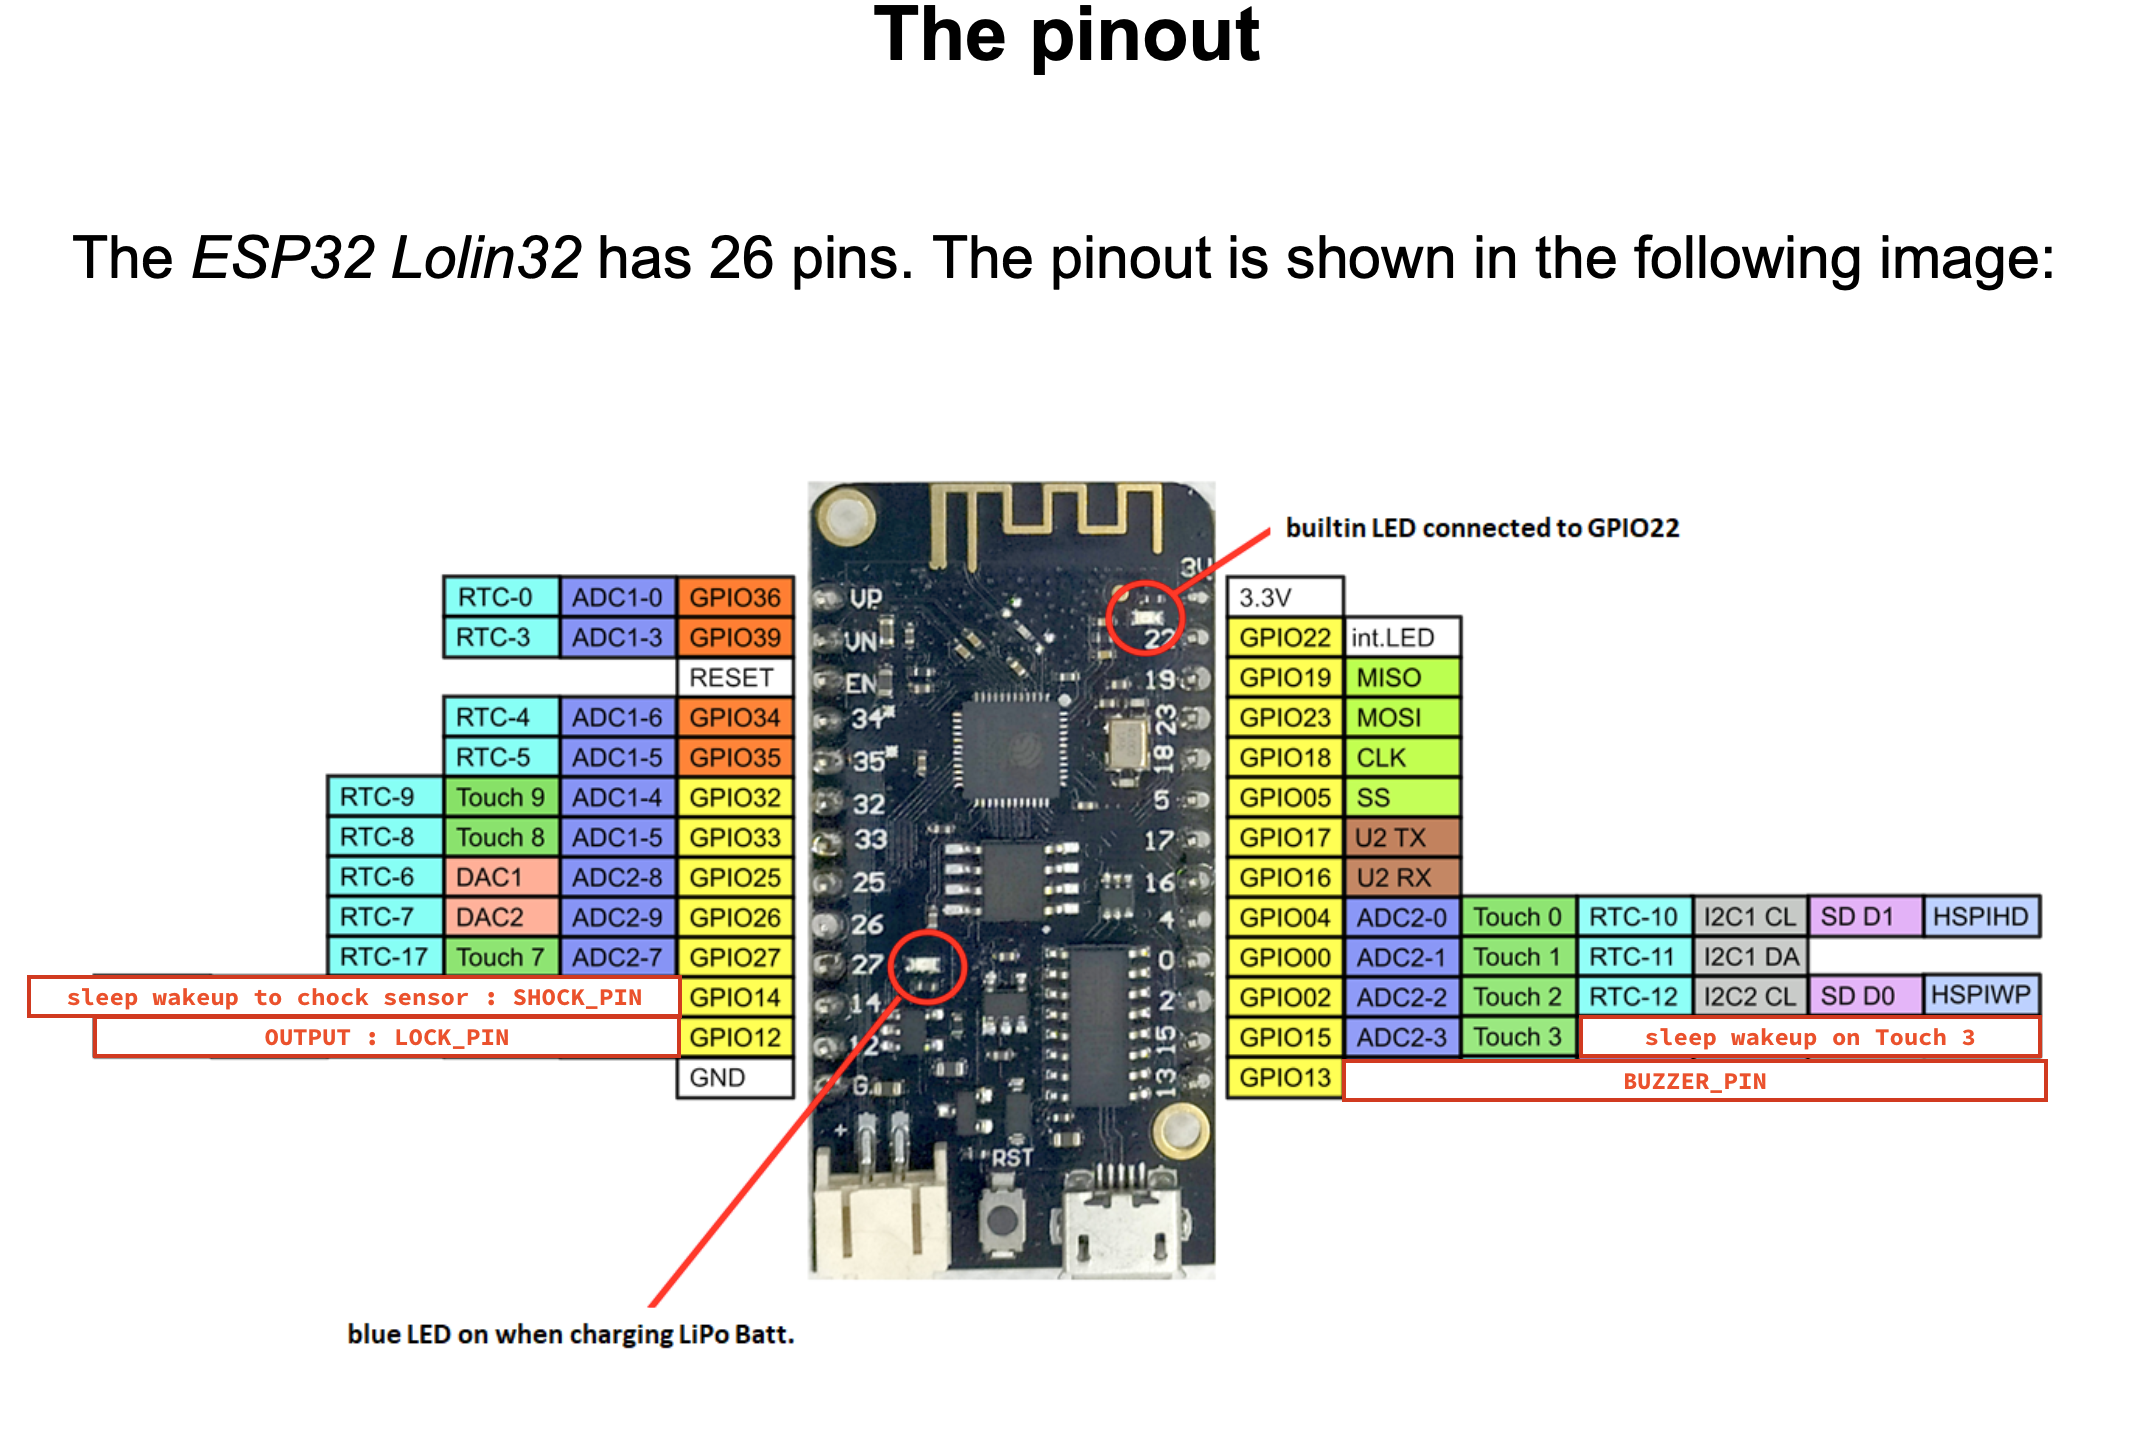 The pinout
The ESP32 Lolin32 has 26 pins. The pinout is shown in the following image:
builtin LED connected to GPIO22
RTC-0 ADC1-0 GPIO36
RTC-3 ADC1-3 GPIO39
RESET
RTC-4 ADC1-6 GPIO34
RTC-5 ADC1-5 GPIO35
RTC-9 Touch 9 ADC1-4 GPIO32
RTC-8 Touch 8 ADC1-5 GPIO33
RTC-6 DAC1 ADC2-8 GPIO25
RTC-7 DAC2 ADC2-9 GPIO26
RTC-17 Touch 7 ADC2-7 GPIO27
sleep wakeup to chock sensor : SHOCK_PIN GPIO14
OUTPUT : LOCK_PIN GPIO12
GND
VP
VN
EN
34*
35*
32
33
25
26
27
14
12
G
+
RST
3V
22
19
23
18
5
17
16
4
0
2
15
13
3.3V
GPIO22 int.LED
GPIO19 MISO
GPIO23 MOSI
GPIO18 CLK
GPIO05 SS
GPIO17 U2 TX
GPIO16 U2 RX
GPIO04 ADC2-0 Touch 0 RTC-10 I2C1 CL SD D1 HSPIHD
GPIO00 ADC2-1 Touch 1 RTC-11 I2C1 DA
GPIO02 ADC2-2 Touch 2 RTC-12 I2C2 CL SD D0 HSPIWP
GPIO15 ADC2-3 Touch 3 sleep wakeup on Touch 3
GPIO13 BUZZER_PIN
blue LED on when charging LiPo Batt.